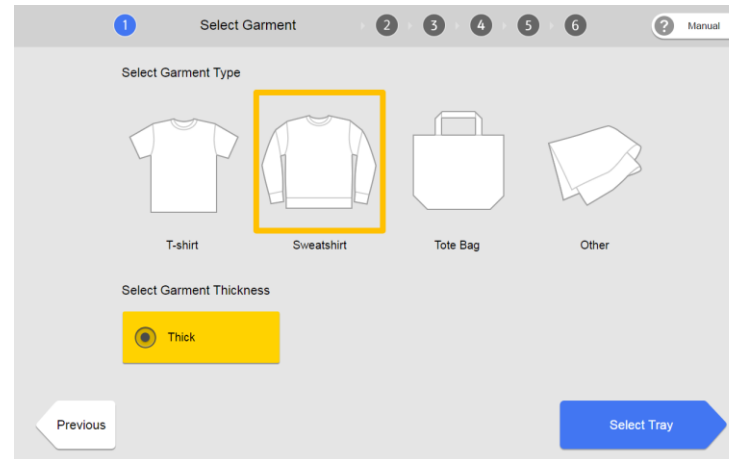 1 Select Garment 2 3 4 5 6 ? Manual
Select Garment Type
T-shirt Sweatshirt Tote Bag Other
Select Garment Thickness
Thick
Previous Select Tray